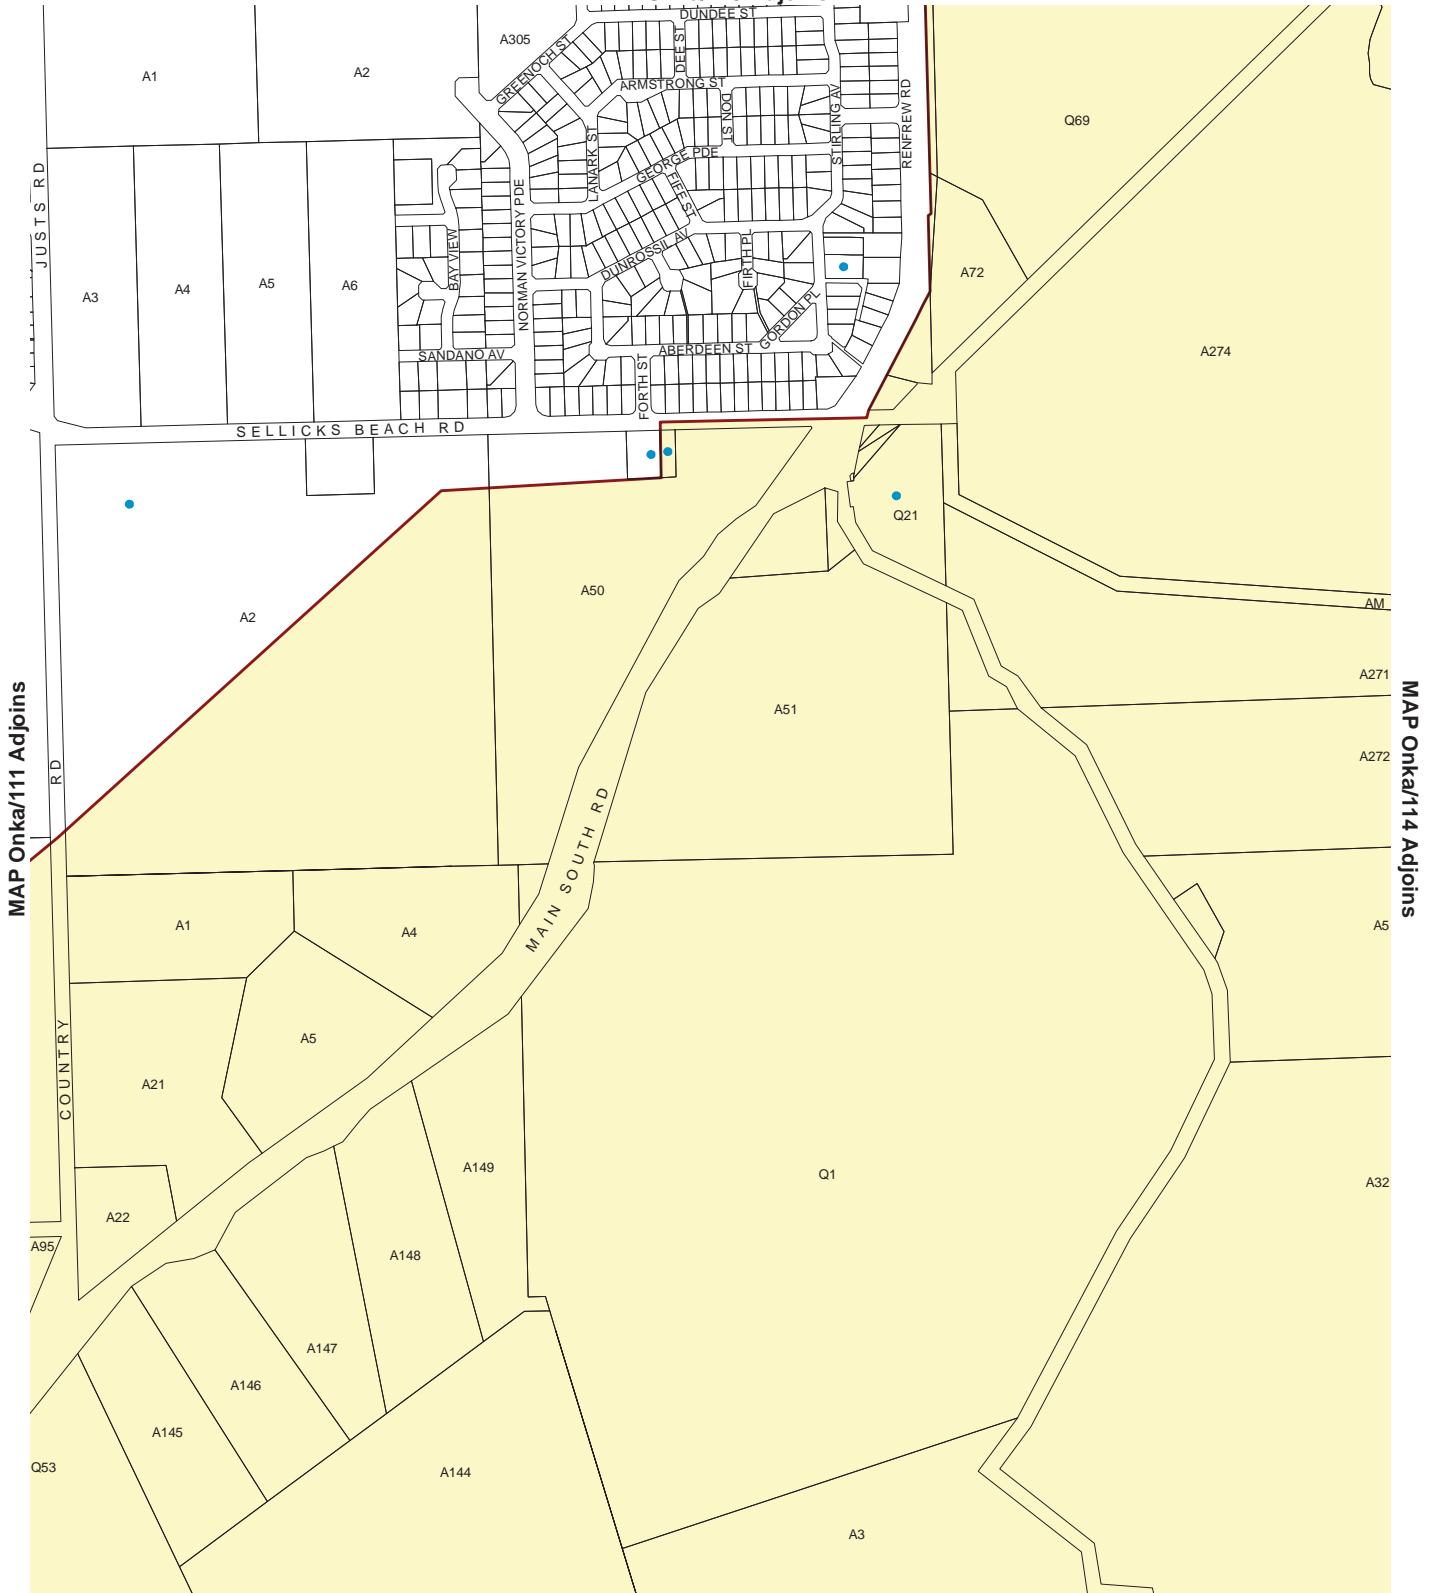 DUNDEE ST
A305
DEE ST
GREENOCH ST
A1
A2
ARMSTRONG ST
DON ST
STIRLING AV
RENFREW RD
Q69
LANARK ST
GEORGE PDE
JUSTS RD
FIFE ST
NORMAN VICTORY PDE
BAY VIEW
DUNROSSIL AV
FIRTH PL
A72
A3
A4
A5
A6
GORDON PL
SANDANO AV
ABERDEEN ST
A274
FORTH ST
SELLICKS BEACH RD
Q21
A50
AM
A2
A271
A51
MAP Onka/111 Adjoins
MAP Onka/114 Adjoins
RD
A272
MAIN SOUTH RD
A1
A4
A5
A5
COUNTRY
A21
A149
Q1
A32
A22
A95
A148
A147
A146
A145
Q53
A144
A3